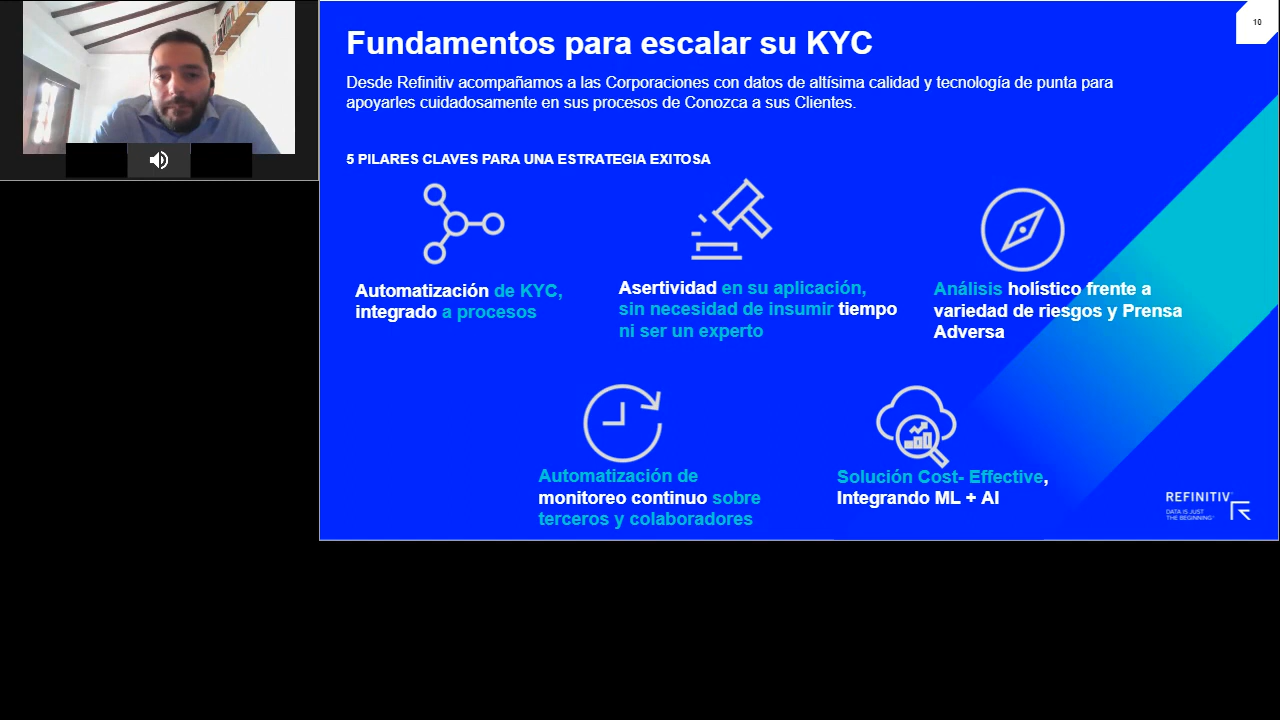 10
Fundamentos para escalar su KYC
Desde Refinitiv acompañamos a las Corporaciones con datos de altísima calidad y tecnología de punta para
apoyarles cuidadosamente en sus procesos de Conozca a sus Clientes.
5 PILARES CLAVES PARA UNA ESTRATEGIA EXITOSA
Automatización de KYC,
integrado a procesos
Asertividad en su aplicación,
sin necesidad de insumir tiempo
ni ser un experto
Análisis holístico frente a
variedad de riesgos y Prensa
Adversa
Automatización de
monitoreo continuo sobre
terceros y colaboradores
Solución Cost- Effective,
Integrando ML + AI
REFINITIV
DATA IS JUST
THE BEGINNING